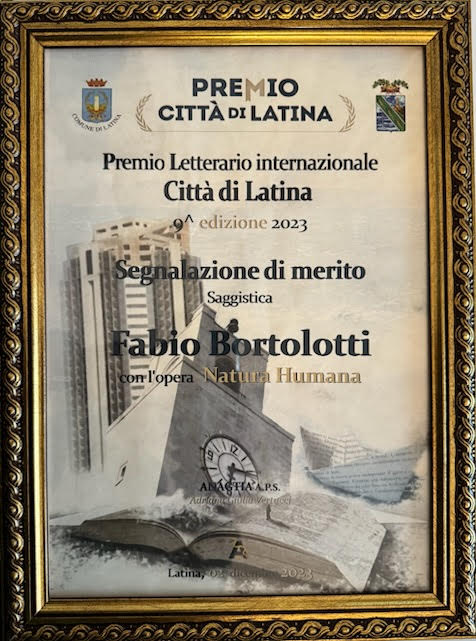 COMUNE DI LATINA
PREMIO
CITTÀ DI LATINA
Premio Letterario internazionale
Città di Latina
9^ edizione 2023
Segnalazione di merito
Saggistica
Fabio Bortolotti
con l'opera Natura Humana
ANAGTIA A.P.S.
Latina, 02 dicembre 2023